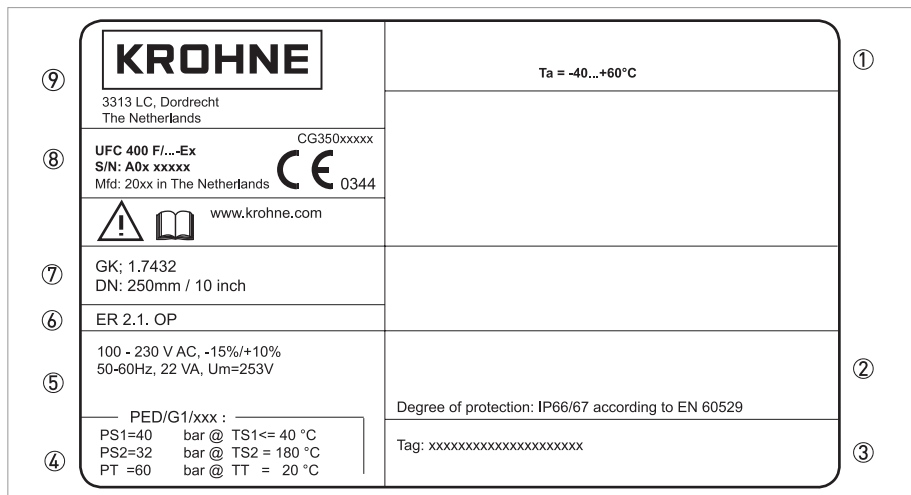 KROHNE
3313 LC, Dordrecht
The Netherlands
CG350xxxxx
UFC 400 F/...-Ex
S/N: A0x xxxxx
Mfd: 20xx in The Netherlands
CE 0344
www.krohne.com
GK; 1.7432
DN: 250mm / 10 inch
ER 2.1. OP
100 - 230 V AC, -15%/+10%
50-60Hz, 22 VA, Um=253V
PED/G1/xxx :
PS1=40 bar @ TS1<= 40 °C
PS2=32 bar @ TS2 = 180 °C
PT =60 bar @ TT = 20 °C
Ta = -40...+60°C
Degree of protection: IP66/67 according to EN 60529
Tag: xxxxxxxxxxxxxxxxxxxxx
①
②
③
④
⑤
⑥
⑦
⑧
⑨